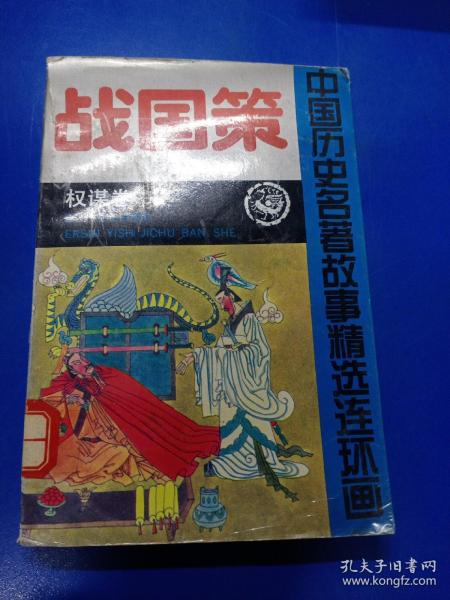 战国策
权谋卷
ERSHI YISHI JICHU BAN SHE
中国历史名著故事精选连环画
孔夫子旧书网
www.kongfz.com